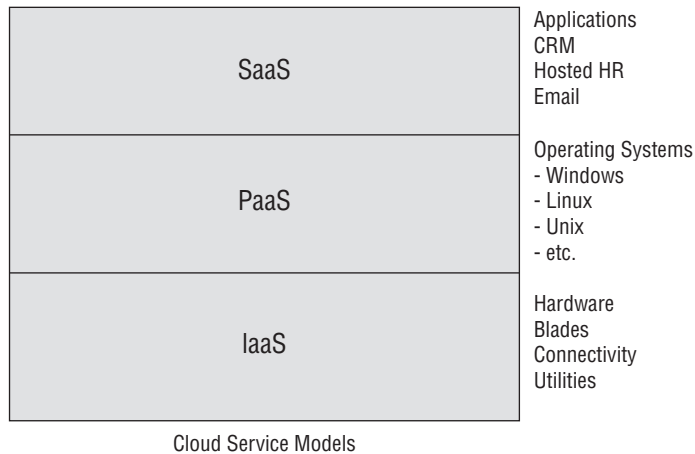 SaaS
Applications
CRM
Hosted HR
Email
PaaS
Operating Systems
- Windows
- Linux
- Unix
- etc.
IaaS
Hardware
Blades
Connectivity
Utilities
Cloud Service Models